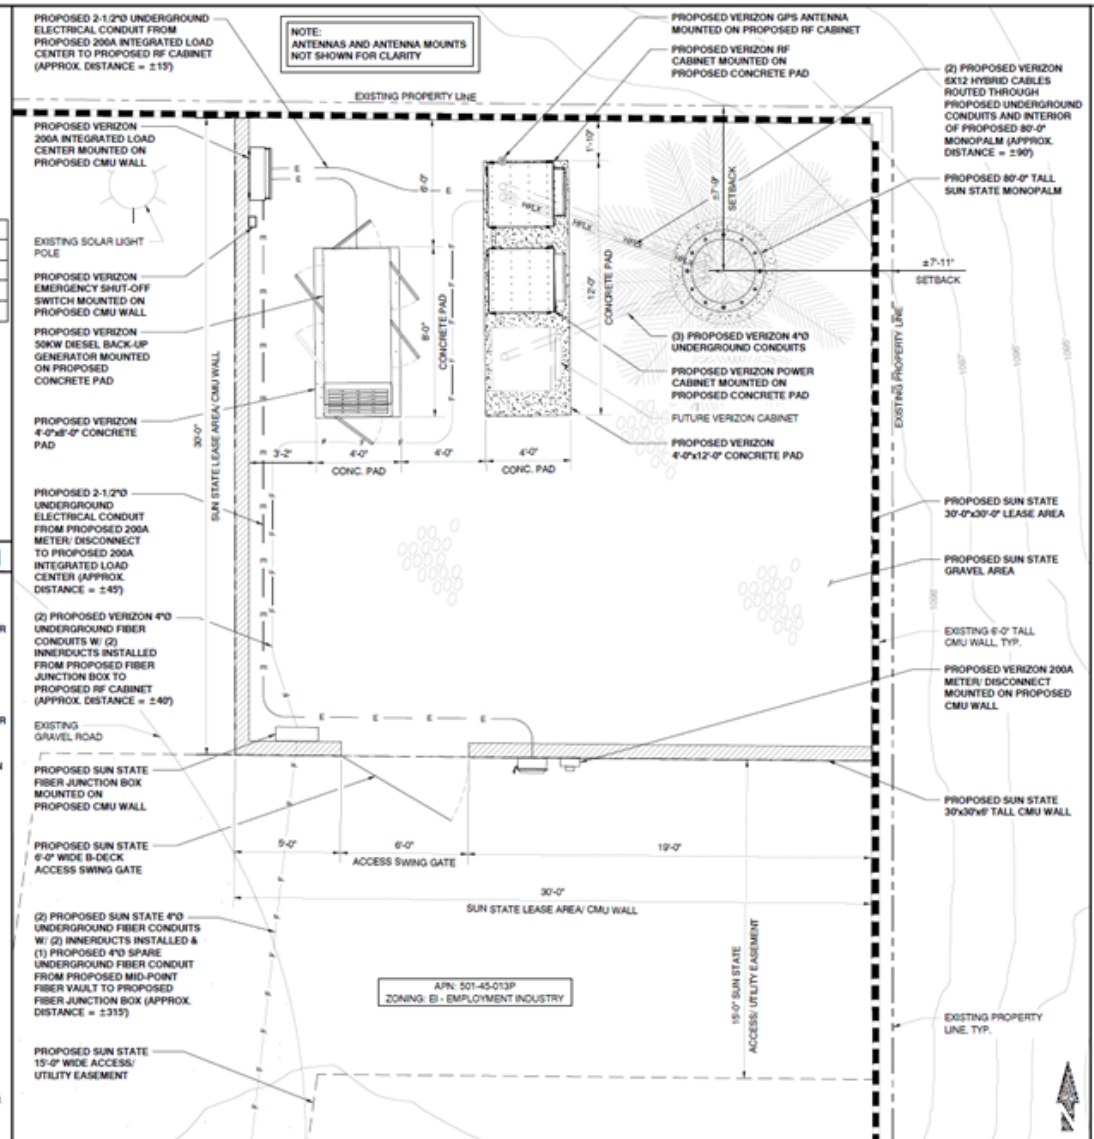 PROPOSED 2-1/2"Ø UNDERGROUND
ELECTRICAL CONDUIT FROM
PROPOSED 200A INTEGRATED LOAD
CENTER TO PROPOSED RF CABINET
(APPROX. DISTANCE = ±15')
NOTE:
ANTENNAS AND ANTENNA MOUNTS
NOT SHOWN FOR CLARITY
PROPOSED VERIZON GPS ANTENNA
MOUNTED ON PROPOSED RF CABINET
PROPOSED VERIZON RF
CABINET MOUNTED ON
PROPOSED CONCRETE PAD
(2) PROPOSED VERIZON
6X12 HYBRID CABLES
ROUTED THROUGH
PROPOSED UNDERGROUND
CONDUITS AND INTERIOR
OF PROPOSED 80'-0"
MONOPALM (APPROX.
DISTANCE = ±90')
EXISTING PROPERTY LINE
PROPOSED VERIZON
200A INTEGRATED LOAD
CENTER MOUNTED ON
PROPOSED CMU WALL
PROPOSED 80'-0" TALL
SUN STATE MONOPALM
1'-10"
6'-0"
±7'-9"
SETBACK
E
E
E
HFLX
HFLX
HFLX
HFLX
EXISTING SOLAR LIGHT
POLE
±7'-11"
SETBACK
PROPOSED VERIZON
EMERGENCY SHUT-OFF
SWITCH MOUNTED ON
PROPOSED CMU WALL
12'-0"
CONCRETE PAD
8'-0"
CONCRETE PAD
PROPOSED VERIZON
50KW DIESEL BACK-UP
GENERATOR MOUNTED
ON PROPOSED
CONCRETE PAD
(3) PROPOSED VERIZON 4"Ø
UNDERGROUND CONDUITS
PROPOSED VERIZON POWER
CABINET MOUNTED ON
PROPOSED CONCRETE PAD
EXISTING PROPERTY LINE
1097'
1096'
1095'
PROPOSED VERIZON
4'-0"x8'-0" CONCRETE
PAD
FUTURE VERIZON CABINET
PROPOSED VERIZON
4'-0"x12'-0" CONCRETE PAD
30'-0"
SUN STATE LEASE AREA/ CMU WALL
3'-2"
4'-0"
CONC. PAD
4'-0"
4'-0"
CONC. PAD
PROPOSED 2-1/2"Ø
UNDERGROUND
ELECTRICAL CONDUIT
FROM PROPOSED 200A
METER/ DISCONNECT
TO PROPOSED 200A
INTEGRATED LOAD
CENTER (APPROX.
DISTANCE = ±45')
PROPOSED SUN STATE
30'-0"x30'-0" LEASE AREA
PROPOSED SUN STATE
GRAVEL AREA
1098'
(2) PROPOSED VERIZON 4"Ø
UNDERGROUND FIBER
CONDUITS W/ (2)
INNERDUCTS INSTALLED
FROM PROPOSED FIBER
JUNCTION BOX TO
PROPOSED RF CABINET
(APPROX. DISTANCE = ±40')
EXISTING 6'-0" TALL
CMU WALL, TYP.
PROPOSED VERIZON 200A
METER/ DISCONNECT
MOUNTED ON PROPOSED
CMU WALL
EXISTING
GRAVEL ROAD
E
E
E
E
PROPOSED SUN STATE
FIBER JUNCTION BOX
MOUNTED ON
PROPOSED CMU WALL
PROPOSED SUN STATE
30'x30'x6' TALL CMU WALL
PROPOSED SUN STATE
6'-0" WIDE B-DECK
ACCESS SWING GATE
5'-0"
6'-0"
ACCESS SWING GATE
19'-0"
30'-0"
SUN STATE LEASE AREA/ CMU WALL
(2) PROPOSED SUN STATE 4"Ø
UNDERGROUND FIBER CONDUITS
W/ (2) INNERDUCTS INSTALLED &
(1) PROPOSED 4"Ø SPARE
UNDERGROUND FIBER CONDUIT
FROM PROPOSED MID-POINT
FIBER VAULT TO PROPOSED
FIBER JUNCTION BOX (APPROX.
DISTANCE = ±315')
APN: 501-45-013P
ZONING: EI - EMPLOYMENT INDUSTRY
15'-0" SUN STATE
ACCESS/ UTILITY EASEMENT
EXISTING PROPERTY
LINE, TYP.
PROPOSED SUN STATE
15'-0" WIDE ACCESS/
UTILITY EASEMENT
N